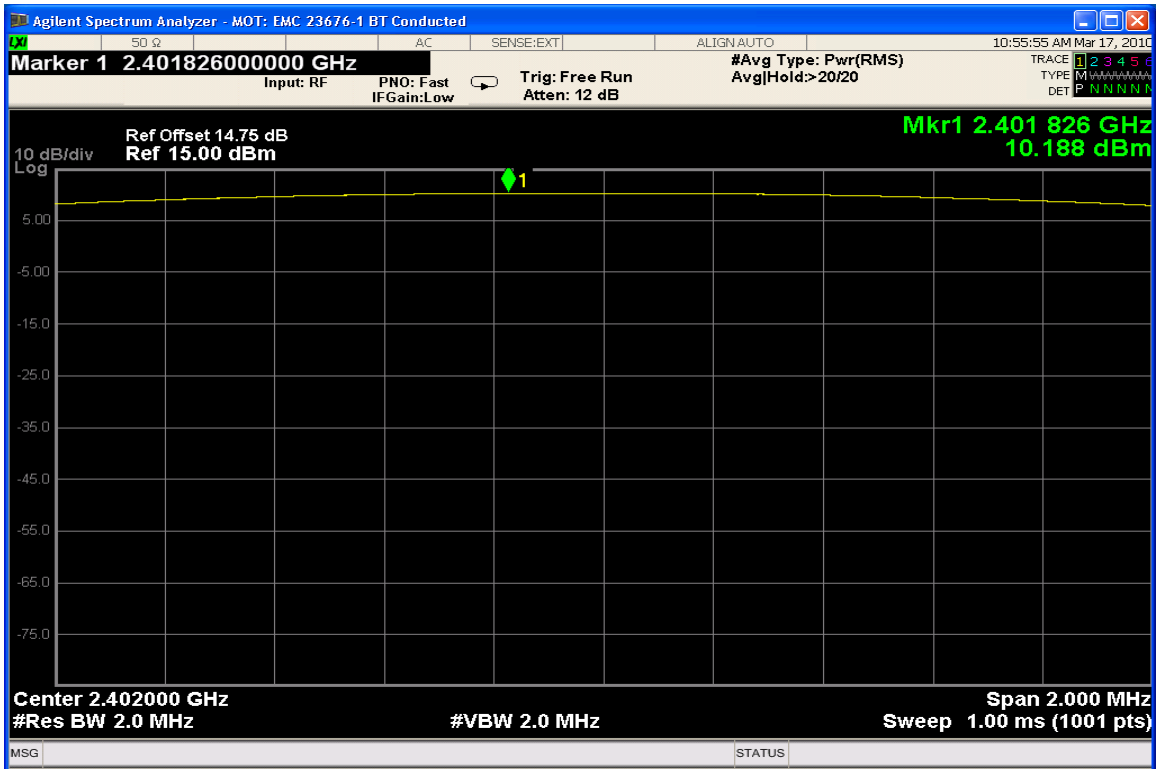 Agilent Spectrum Analyzer - MOT: EMC 23676-1 BT Conducted
LXI 50 Ω AC SENSE:EXT ALIGN AUTO 10:55:55 AM Mar 17, 2010
Marker 1 2.401826000000 GHz
Input: RF PNO: Fast
IFGain:Low
Trig: Free Run
Atten: 12 dB
#Avg Type: Pwr(RMS)
Avg|Hold:>20/20
TRACE 1 2 3 4 5 6
TYPE M
DET P N N N N N
Mkr1 2.401 826 GHz
10.188 dBm
Ref Offset 14.75 dB
10 dB/div Ref 15.00 dBm
Log
1
5.00
-5.00
-15.0
-25.0
-35.0
-45.0
-55.0
-65.0
-75.0
Center 2.402000 GHz Span 2.000 MHz
#Res BW 2.0 MHz #VBW 2.0 MHz Sweep 1.00 ms (1001 pts)
MSG STATUS